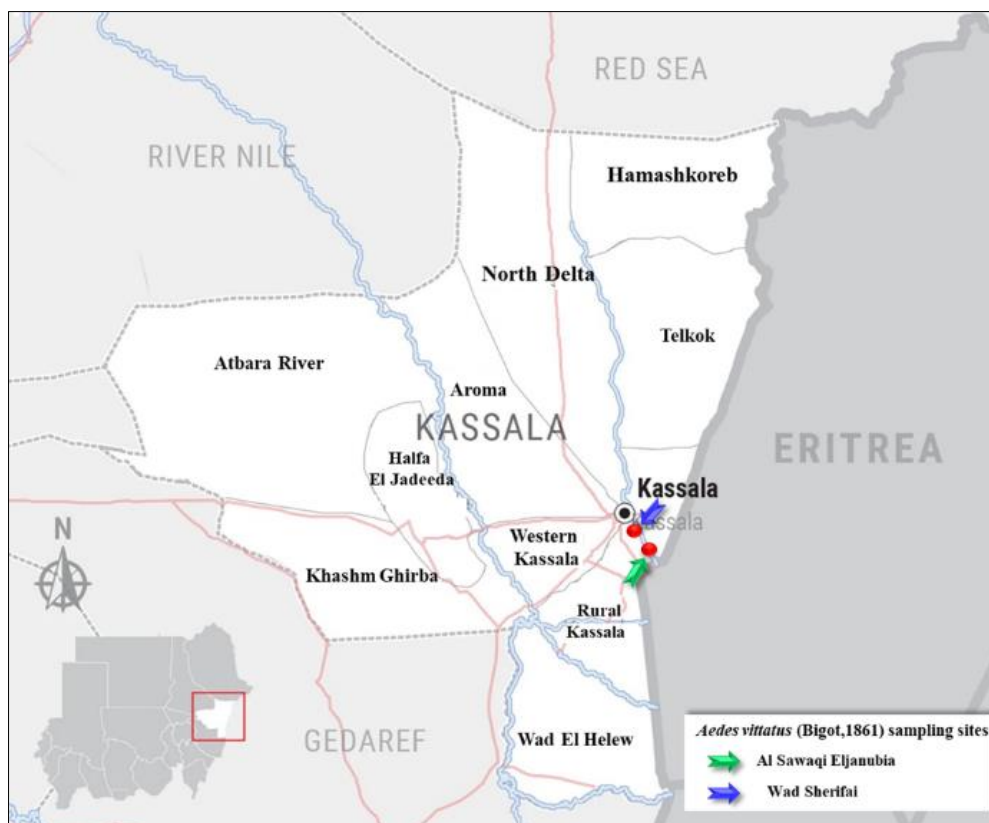 RED SEA
RIVER NILE
Hamashkoreb
North Delta
Telkok
Atbara River
Aroma
KASSALA
ERITREA
Halfa
El Jadeeda
Kassala
Kassala
Western
Kassala
Khashm Ghirba
N
Rural
Kassala
GEDAREF
Wad El Helew
Aedes vittatus (Bigot,1861) sampling sites
Al Sawaqi Eljanubia
Wad Sherifai